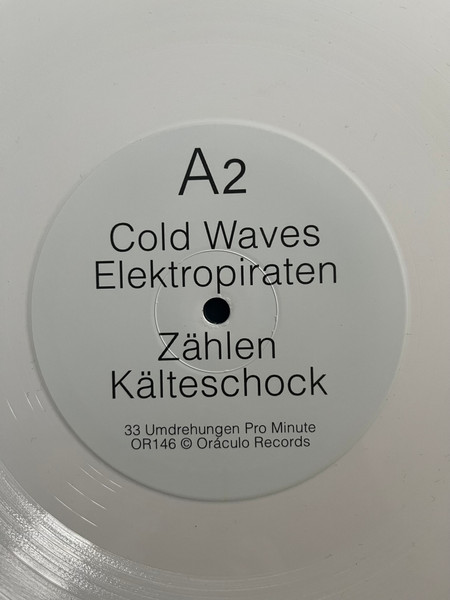 A2
Cold Waves
Elektropiraten
Zählen
Kälteschock
33 Umdrehungen Pro Minute
OR146 © Oráculo Records